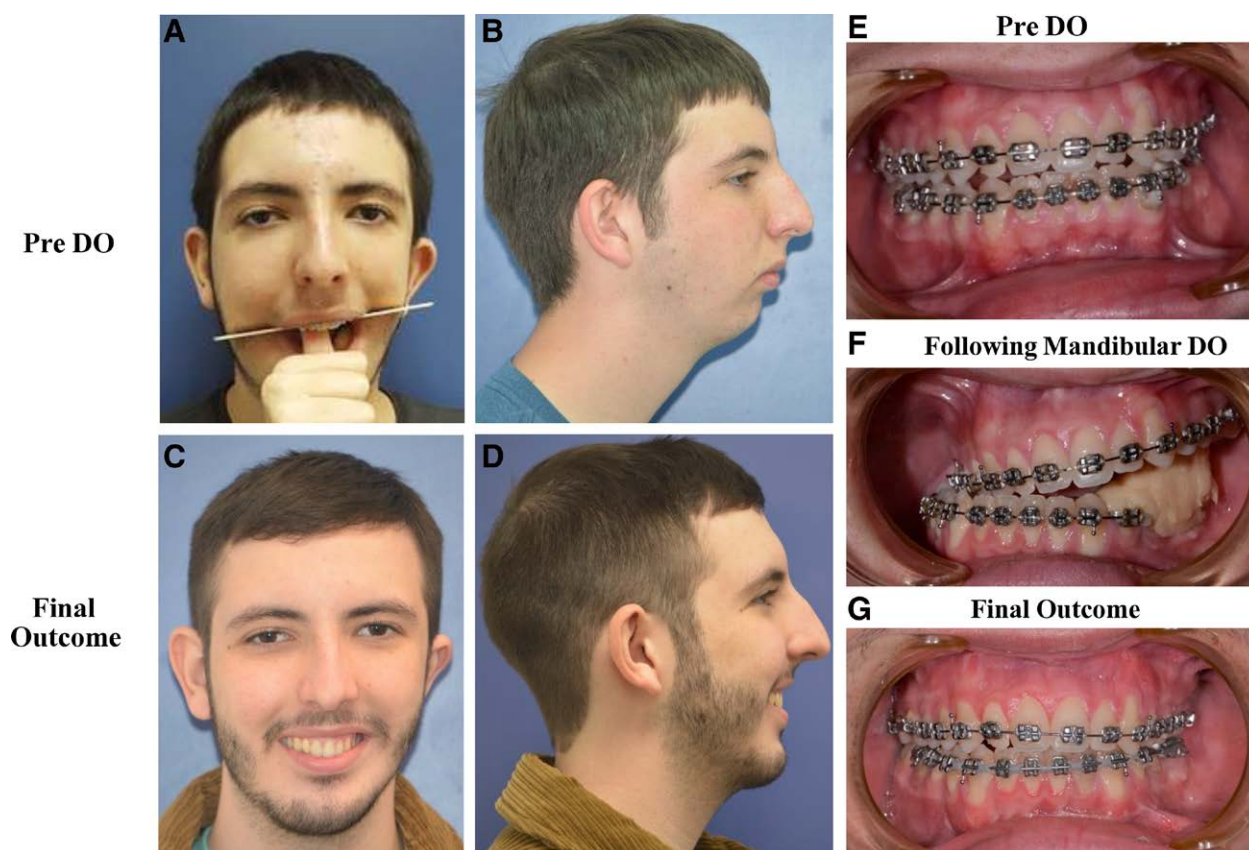 A
B
E
Pre DO
Pre DO
F
Following Mandibular DO
C
D
Final
Outcome
G
Final Outcome